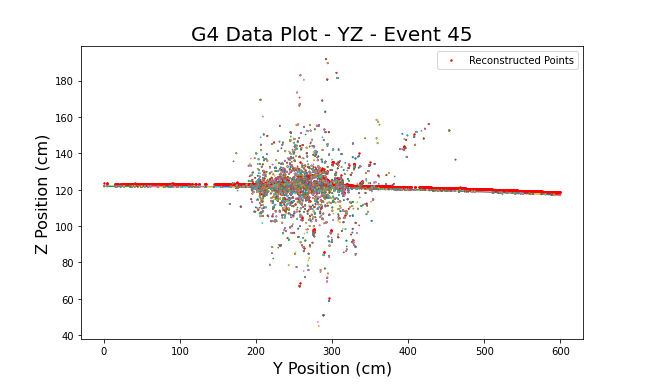 G4 Data Plot - YZ - Event 45
Reconstructed Points
180
160
140
120
100
80
60
40
Z Position (cm)
0 100 200 300 400 500 600
Y Position (cm)